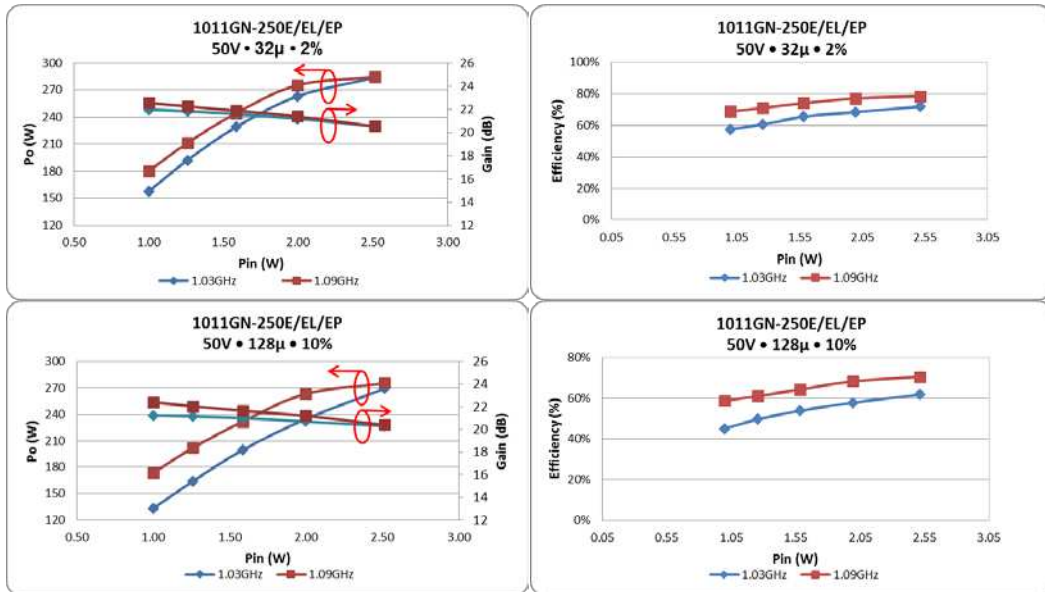 1011GN-250E/EL/EP
50V • 32µ • 2%
Po (W)
300
270
240
210
180
150
120
26
24
22
20
18
16
14
12
Gain (dB)
0.50 1.00 1.50 2.00 2.50 3.00
Pin (W)
1.03GHz 1.09GHz
1011GN-250E/EL/EP
50V • 32µ • 2%
Efficiency (%)
100%
80%
60%
40%
20%
0%
0.05 0.55 1.05 1.55 2.05 2.55 3.05
Pin (W)
1.03GHz 1.09GHz
1011GN-250E/EL/EP
50V • 128µ • 10%
Po (W)
300
270
240
210
180
150
120
26
24
22
20
18
16
14
12
Gain (dB)
0.50 1.00 1.50 2.00 2.50 3.00
Pin (W)
1.03GHz 1.09GHz
1011GN-250E/EL/EP
50V • 128µ • 10%
Efficiency (%)
80%
60%
40%
20%
0%
0.05 0.55 1.05 1.55 2.05 2.55 3.05
Pin (W)
1.03GHz 1.09GHz